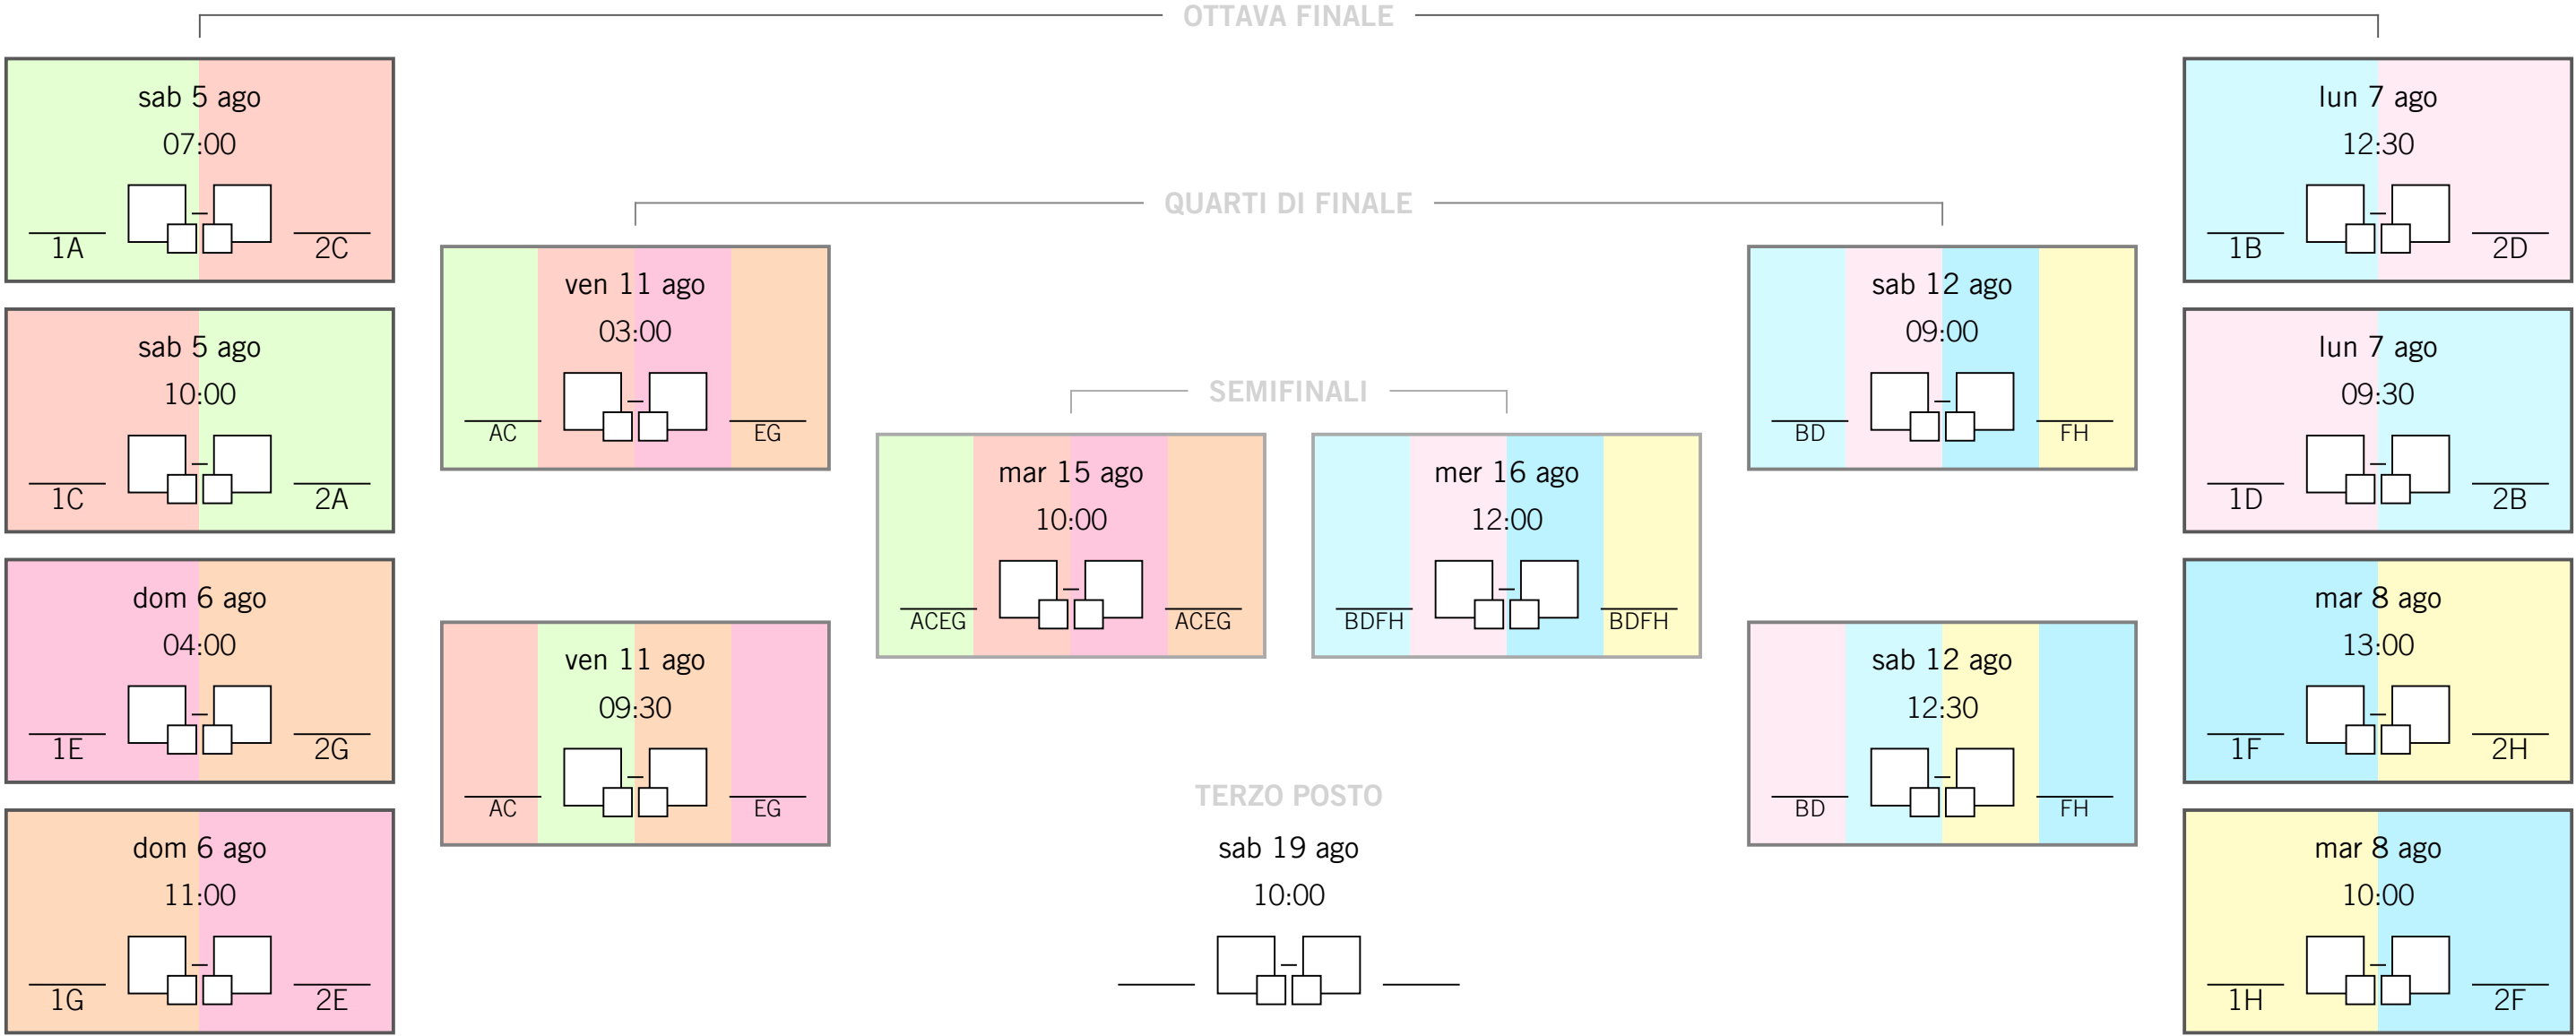 OTTAVA FINALE
sab 5 ago
07:00
1A – 2C
sab 5 ago
10:00
1C – 2A
dom 6 ago
04:00
1E – 2G
dom 6 ago
11:00
1G – 2E
QUARTI DI FINALE
ven 11 ago
03:00
AC – EG
ven 11 ago
09:30
AC – EG
SEMIFINALI
mar 15 ago
10:00
ACEG – ACEG
mer 16 ago
12:00
BDFH – BDFH
TERZO POSTO
sab 19 ago
10:00
–
sab 12 ago
09:00
BD – FH
sab 12 ago
12:30
BD – FH
lun 7 ago
12:30
1B – 2D
lun 7 ago
09:30
1D – 2B
mar 8 ago
13:00
1F – 2H
mar 8 ago
10:00
1H – 2F